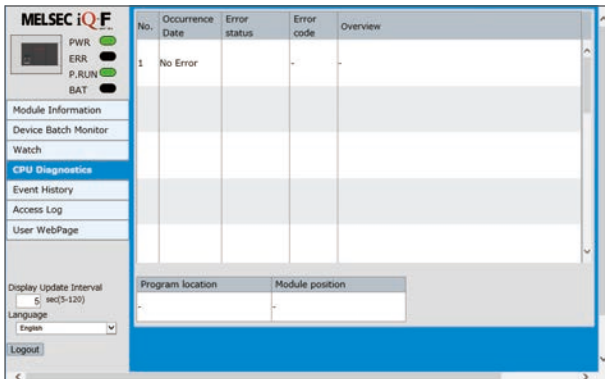 MELSEC iQ-F
PWR
ERR
P.RUN
BAT
Module Information
Device Batch Monitor
Watch
CPU Diagnostics
Event History
Access Log
User WebPage
Display Update Interval
5 sec(5-120)
Language
English
Logout
No. Occurrence Date Error status Error code Overview
1 No Error - -
Program location Module position
- -